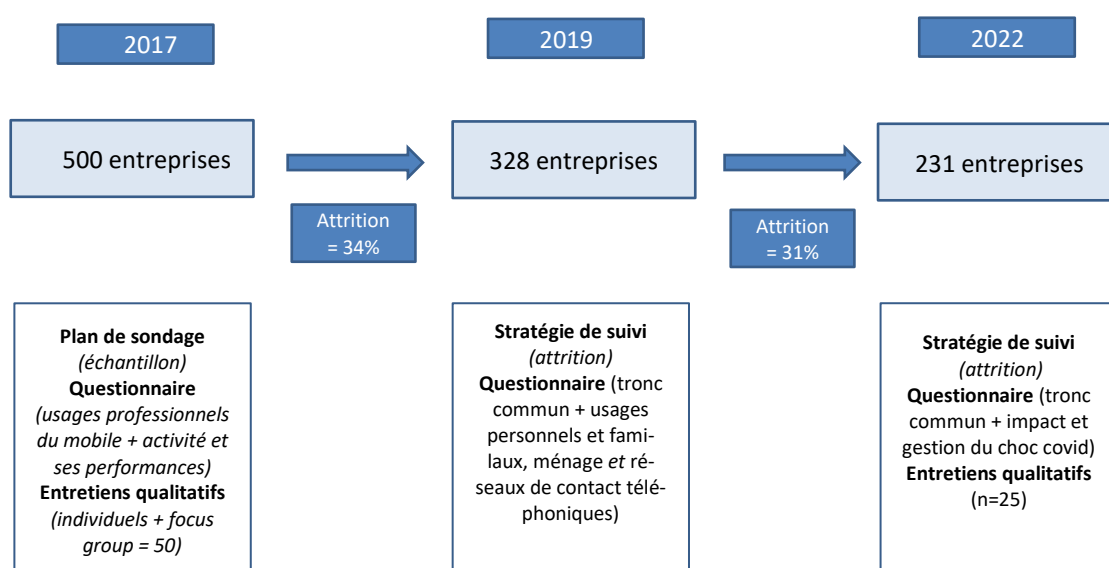 2017
2019
2022
500 entreprises
328 entreprises
231 entreprises
Attrition
= 34%
Attrition
= 31%
Plan de sondage
(échantillon)
Questionnaire
(usages professionnels
du mobile + activité et
ses performances)
Entretiens qualitatifs
(individuels + focus
group = 50)
Stratégie de suivi
(attrition)
Questionnaire (tronc
commun + usages
personnels et fami-
laux, ménage et ré-
seaux de contact télé-
phoniques)
Stratégie de suivi
(attrition)
Questionnaire (tronc
commun + impact et
gestion du choc covid)
Entretiens qualitatifs
(n=25)